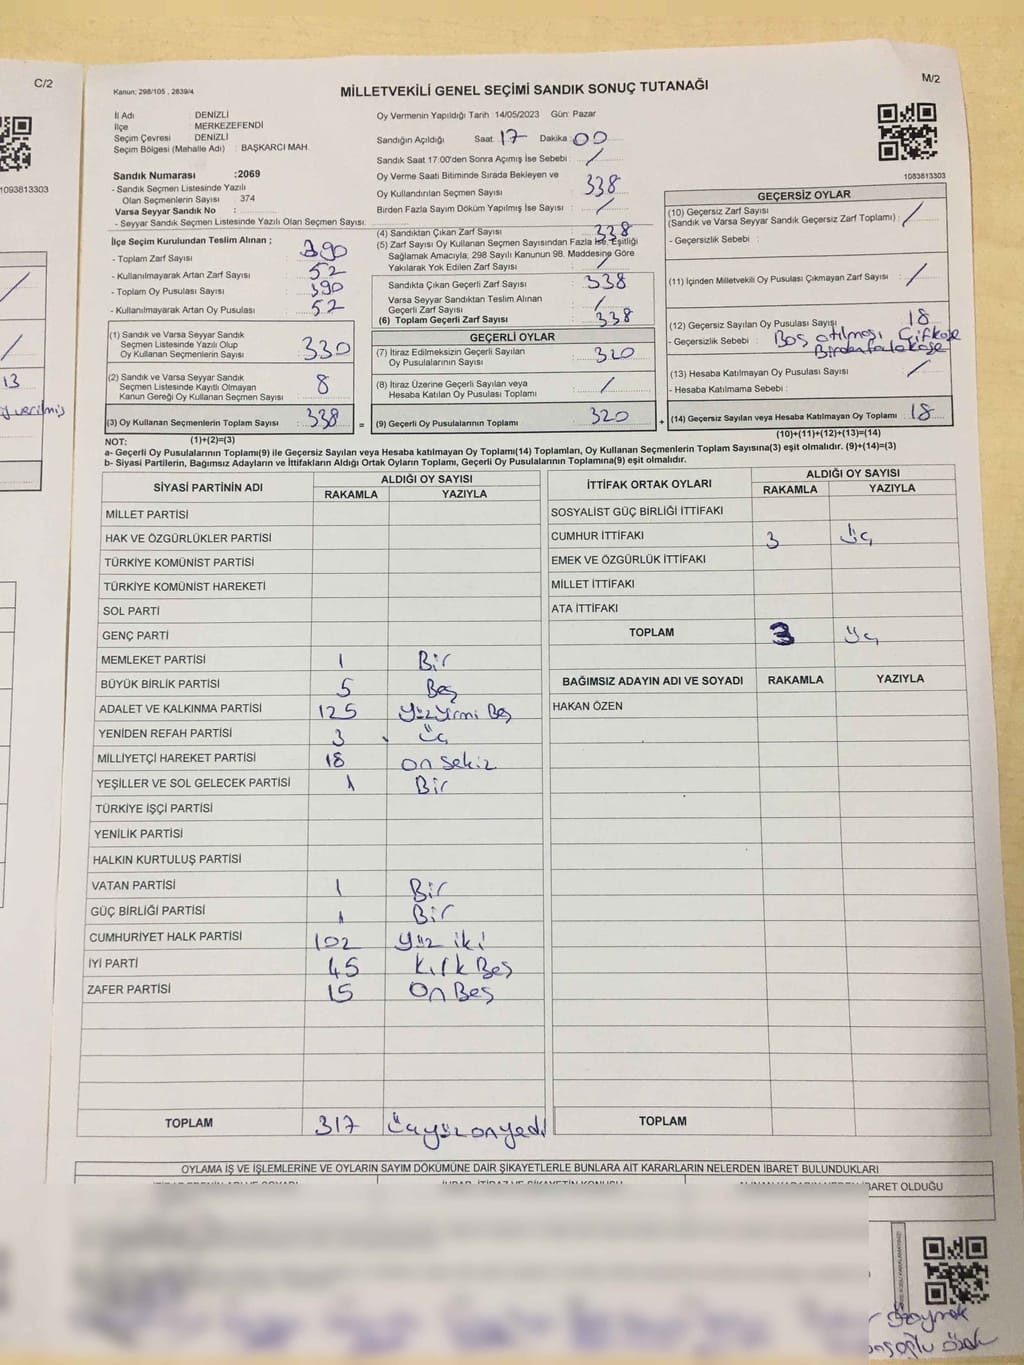 C/2
M/2
Kanun; 298/105 , 2839/4
MİLLETVEKİLİ GENEL SEÇİMİ SANDIK SONUÇ TUTANAĞI
İl Adı DENİZLİ
İlçe MERKEZEFENDİ
Seçim Çevresi DENİZLİ
Seçim Bölgesi (Mahalle Adı) : BAŞKARCI MAH.
Sandık Numarası :2069
- Sandık Seçmen Listesinde Yazılı
Olan Seçmenlerin Sayısı 374
Varsa Seyyar Sandık No :
- Seyyar Sandık Seçmen Listesinde Yazılı Olan Seçmen Sayısı:
Oy Vermenin Yapıldığı Tarih 14/05/2023 Gün: Pazar
Sandığın Açıldığı Saat: 17 Dakika: 00
Sandık Saat 17:00'den Sonra Açımış İse Sebebi : /
Oy Verme Saati Bitiminde Sırada Bekleyen ve
Oy Kullandırılan Seçmen Sayısı : 338
Birden Fazla Sayım Döküm Yapılmış İse Sayısı : /
1093813303
1083813303
İlçe Seçim Kurulundan Teslim Alınan ;
- Toplam Zarf Sayısı : 390
- Kullanılmayarak Artan Zarf Sayısı : 52
- Toplam Oy Pusulası Sayısı : 390
- Kullanılmayarak Artan Oy Pusulası : 52
(4) Sandıktan Çıkan Zarf Sayısı : 338
(5) Zarf Sayısı Oy Kullanan Seçmen Sayısından Fazla İse, Eşitliği
Sağlamak Amacıyla, 298 Sayılı Kanunun 98. Maddesine Göre
Yakılarak Yok Edilen Zarf Sayısı : /
Sandıkta Çıkan Geçerli Zarf Sayısı : 338
Varsa Seyyar Sandıktan Teslim Alınan
Geçerli Zarf Sayısı : /
(6) Toplam Geçerli Zarf Sayısı : 338
GEÇERSİZ OYLAR
(10) Geçersiz Zarf Sayısı
(Sandık ve Varsa Seyyar Sandık Geçersiz Zarf Toplamı) : /
- Geçersizlik Sebebi :
(11) İçinden Milletvekili Oy Pusulası Çıkmayan Zarf Sayısı : /
(12) Geçersiz Sayılan Oy Pusulası Sayısı : 18
- Geçersizlik Sebebi : Boş atılması Çift kaşe
Birden fazla kaşe
(13) Hesaba Katılmayan Oy Pusulası Sayısı : /
- Hesaba Katılmama Sebebi :
(14) Geçersiz Sayılan veya Hesaba Katılmayan Oy Toplamı : 18
(10)+(11)+(12)+(13)=(14)
(1) Sandık ve Varsa Seyyar Sandık
Seçmen Listesinde Yazılı Olup
Oy Kullanan Seçmenlerin Sayısı : 330
(2) Sandık ve Varsa Seyyar Sandık
Seçmen Listesinde Kayıtlı Olmayan
Kanun Gereği Oy Kullanan Seçmen Sayısı : 8
(3) Oy Kullanan Seçmenlerin Toplam Sayısı : 338 =
(1)+(2)=(3)
GEÇERLİ OYLAR
(7) İtiraz Edilmeksizin Geçerli Sayılan
Oy Pusulalarının Sayısı : 320
(8) İtiraz Üzerine Geçerli Sayılan veya
Hesaba Katılan Oy Pusulası Toplamı : /
(9) Geçerli Oy Pusulalarının Toplamı : 320 +
NOT:
a- Geçerli Oy Pusulalarının Toplamı(9) ile Geçersiz Sayılan veya Hesaba katılmayan Oy Toplamı(14) Toplamları, Oy Kullanan Seçmenlerin Toplam Sayısına(3) eşit olmalıdır. (9)+(14)=(3)
b- Siyasi Partilerin, Bağımsız Adayların ve İttifakların Aldığı Ortak Oyların Toplamı, Geçerli Oy Pusulalarının Toplamına(9) eşit olmalıdır.
SİYASİ PARTİNİN ADI ALDIĞI OY SAYISI
RAKAMLA YAZIYLA
MİLLET PARTİSİ
HAK VE ÖZGÜRLÜKLER PARTİSİ
TÜRKİYE KOMÜNİST PARTİSİ
TÜRKİYE KOMÜNİST HAREKETİ
SOL PARTİ
GENÇ PARTİ
MEMLEKET PARTİSİ 1 Bir
BÜYÜK BİRLİK PARTİSİ 5 Beş
ADALET VE KALKINMA PARTİSİ 125 Yüzyirmi Beş
YENİDEN REFAH PARTİSİ 3 Üç
MİLLİYETÇİ HAREKET PARTİSİ 18 on sekiz
YEŞİLLER VE SOL GELECEK PARTİSİ 1 Bir
TÜRKİYE İŞÇİ PARTİSİ
YENİLİK PARTİSİ
HALKIN KURTULUŞ PARTİSİ
VATAN PARTİSİ 1 Bir
GÜÇ BİRLİĞİ PARTİSİ 1 Bir
CUMHURİYET HALK PARTİSİ 102 Yüz iki
İYİ PARTİ 45 Kırk Beş
ZAFER PARTİSİ 15 On Beş
TOPLAM 317 Üçyüz onyedi
İTTİFAK ORTAK OYLARI ALDIĞI OY SAYISI
RAKAMLA YAZIYLA
SOSYALİST GÜÇ BİRLİĞİ İTTİFAKI
CUMHUR İTTİFAKI 3 Üç
EMEK VE ÖZGÜRLÜK İTTİFAKI
MİLLET İTTİFAKI
ATA İTTİFAKI
TOPLAM 3 Üç
BAĞIMSIZ ADAYIN ADI VE SOYADI RAKAMLA YAZIYLA
HAKAN ÖZEN
TOPLAM
OYLAMA İŞ VE İŞLEMLERİNE VE OYLARIN SAYIM DÖKÜMÜNE DAİR ŞİKAYETLERLE BUNLARA AİT KARARLARIN NELERDEN İBARET BULUNDUKLARI
İBARET OLDUĞU
13